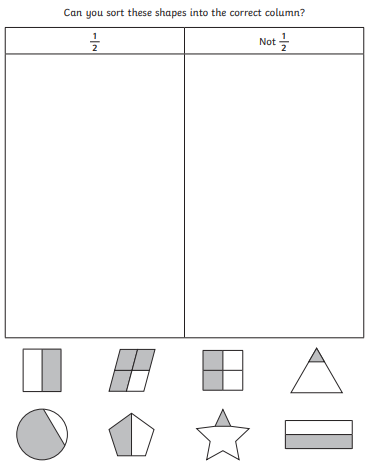 Can you sort these shapes into the correct column?
1/2
Not 1/2